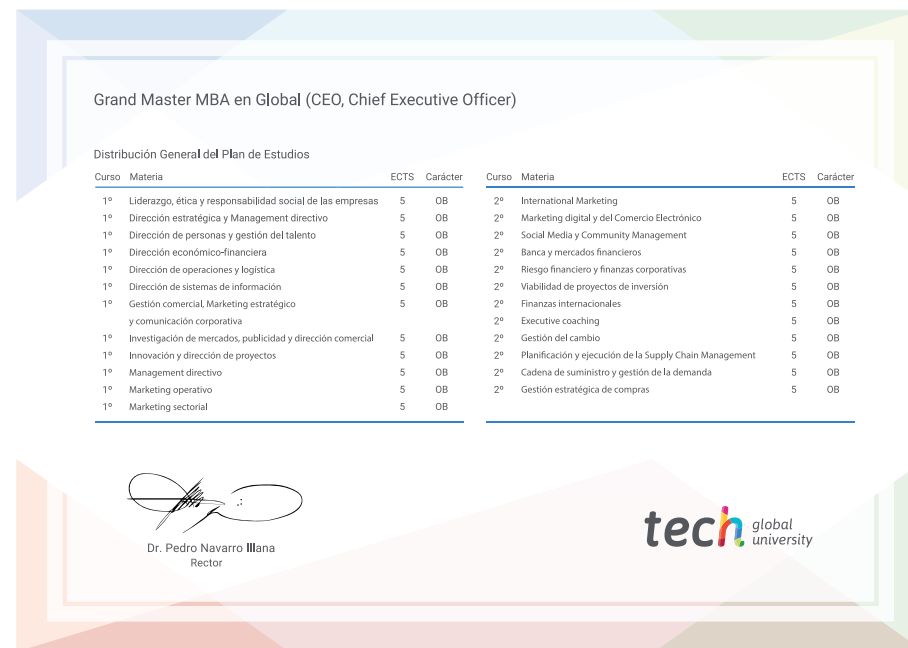 Grand Master MBA en Global (CEO, Chief Executive Officer)
Distribución General del Plan de Estudios
Curso Materia ECTS Carácter
1º Liderazgo, ética y responsabilidad social de las empresas 5 OB
1º Dirección estratégica y Management directivo 5 OB
1º Dirección de personas y gestión del talento 5 OB
1º Dirección económico-financiera 5 OB
1º Dirección de operaciones y logística 5 OB
1º Dirección de sistemas de información 5 OB
1º Gestión comercial, Marketing estratégico 5 OB
y comunicación corporativa
1º Investigación de mercados, publicidad y dirección comercial 5 OB
1º Innovación y dirección de proyectos 5 OB
1º Management directivo 5 OB
1º Marketing operativo 5 OB
1º Marketing sectorial 5 OB
Curso Materia ECTS Carácter
2º International Marketing 5 OB
2º Marketing digital y del Comercio Electrónico 5 OB
2º Social Media y Community Management 5 OB
2º Banca y mercados financieros 5 OB
2º Riesgo financiero y finanzas corporativas 5 OB
2º Viabilidad de proyectos de inversión 5 OB
2º Finanzas internacionales 5 OB
2º Executive coaching 5 OB
2º Gestión del cambio 5 OB
2º Planificación y ejecución de la Supply Chain Management 5 OB
2º Cadena de suministro y gestión de la demanda 5 OB
2º Gestión estratégica de compras 5 OB
Dr. Pedro Navarro Illana
Rector
tech global
university